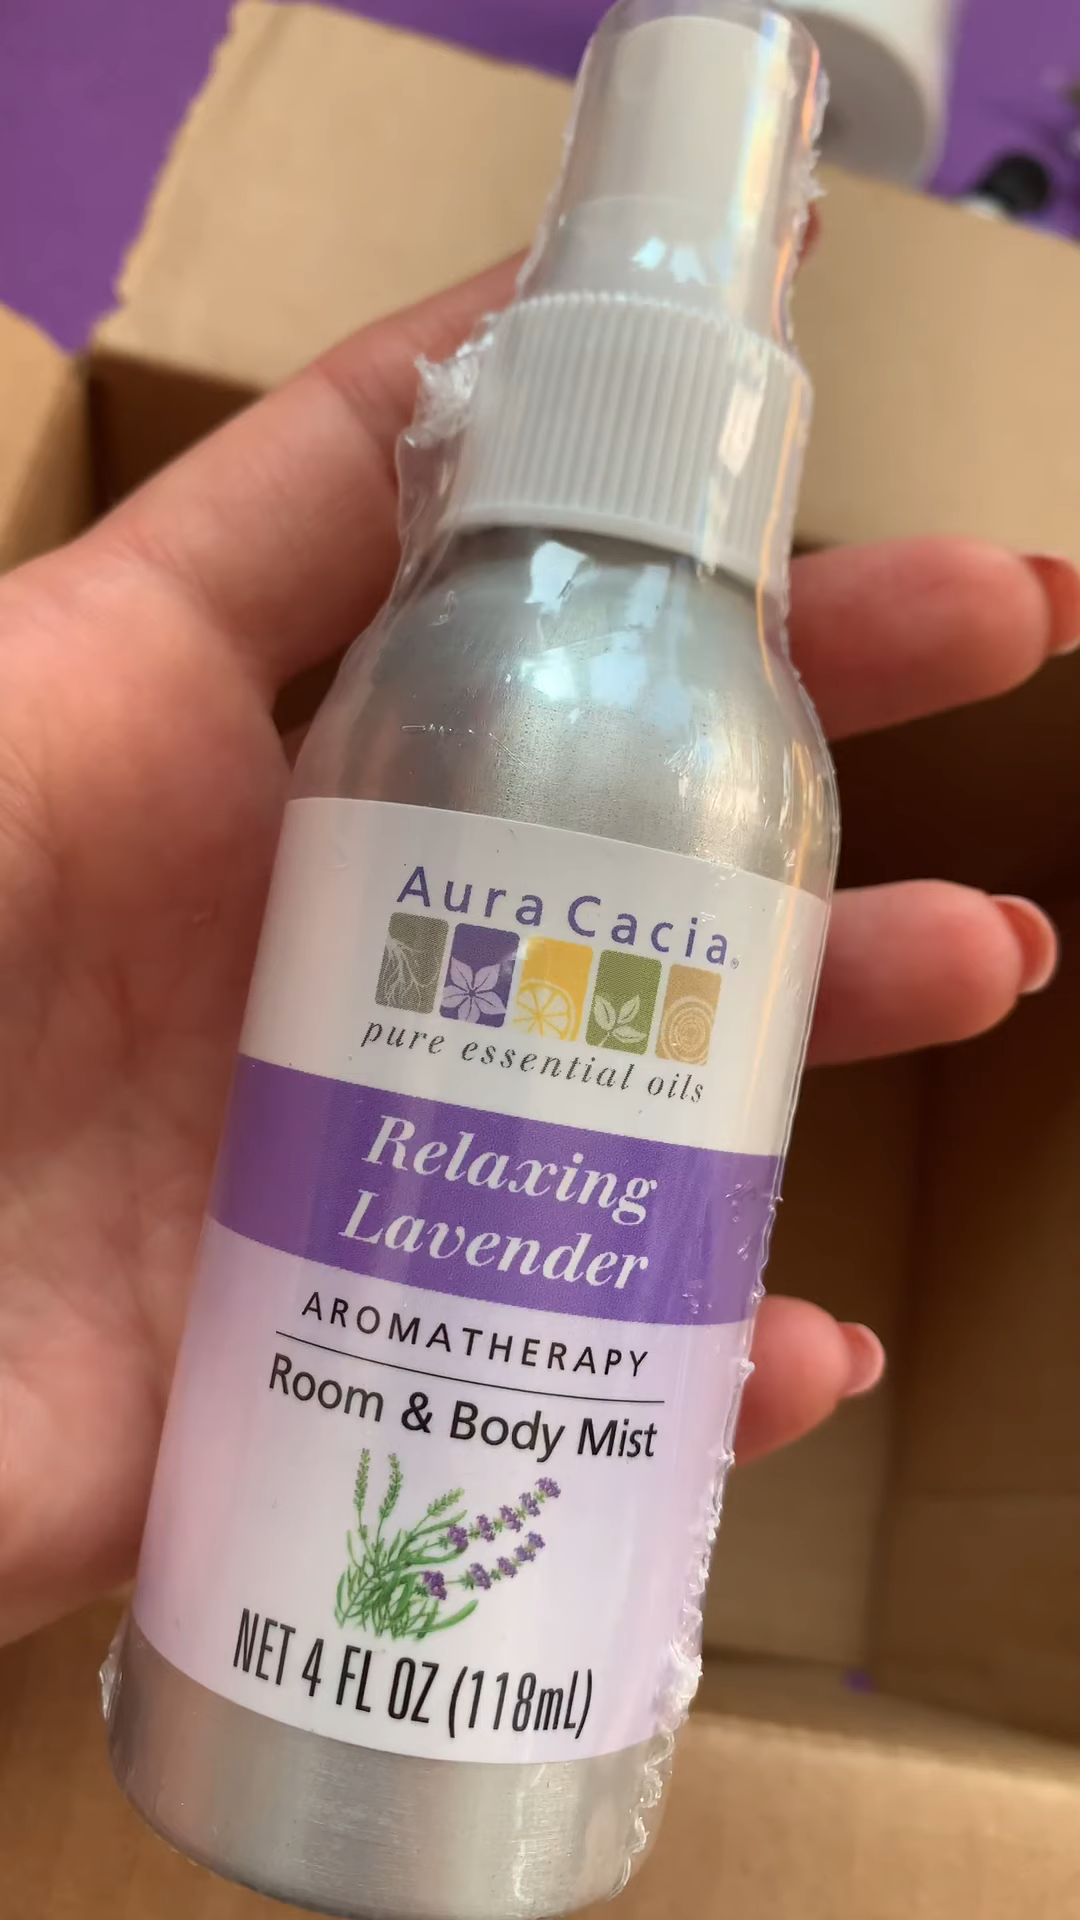 Aura Cacia®
pure essential oils
Relaxing
Lavender
AROMATHERAPY
Room & Body Mist
NET 4 FL OZ (118mL)